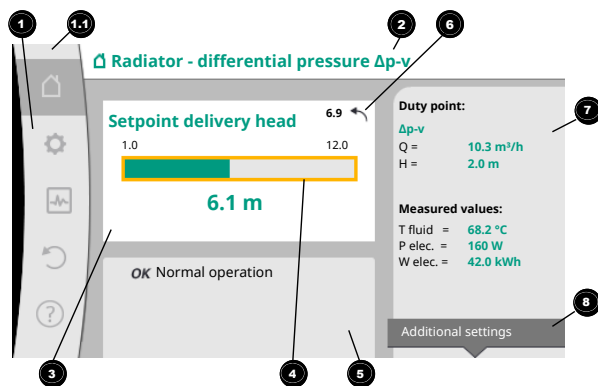 1
1.1
2
6
Radiator - differential pressure Δp-v
Setpoint delivery head
6.9
1.0
12.0
6.1 m
OK Normal operation
Duty point:
Δp-v
Q = 10.3 m³/h
H = 2.0 m
Measured values:
T fluid = 68.2 °C
P elec. = 160 W
W elec. = 42.0 kWh
Additional settings
7
8
3
4
5
?